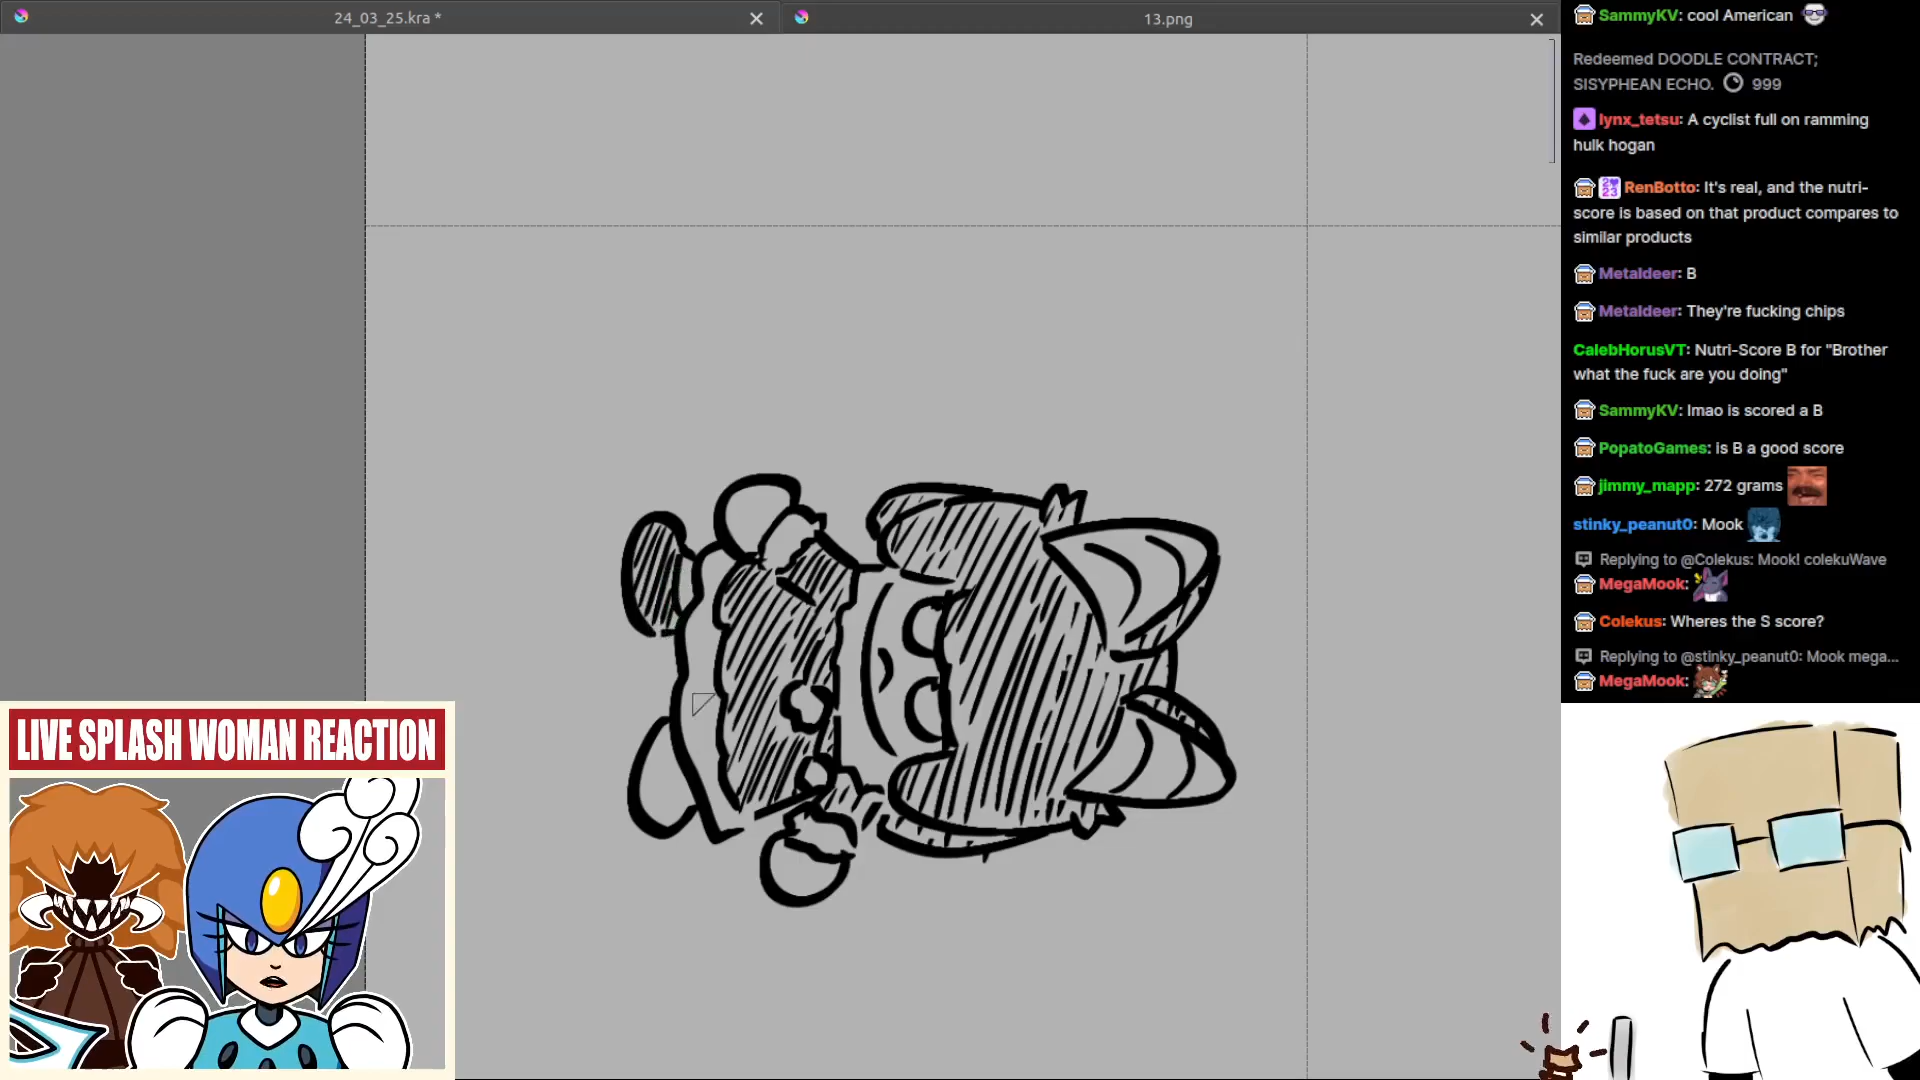 24_03_25.kra *
13.png
SammyKV: cool American
Redeemed DOODLE CONTRACT;
SISYPHEAN ECHO. 999
lynx_tetsu: A cyclist full on ramming
hulk hogan
RenBotto: It's real, and the nutri-
score is based on that product compares to
similar products
Metaldeer: B
Metaldeer: They're fucking chips
CalebHorusVT: Nutri-Score B for "Brother
what the fuck are you doing"
SammyKV: lmao is scored a B
PopatoGames: is B a good score
jimmy_mapp: 272 grams
stinky_peanut0: Mook
Replying to @Colekus: Mook! colekuWave
MegaMook:
Colekus: Wheres the S score?
Replying to @stinky_peanut0: Mook mega...
MegaMook:
LIVE SPLASH WOMAN REACTION